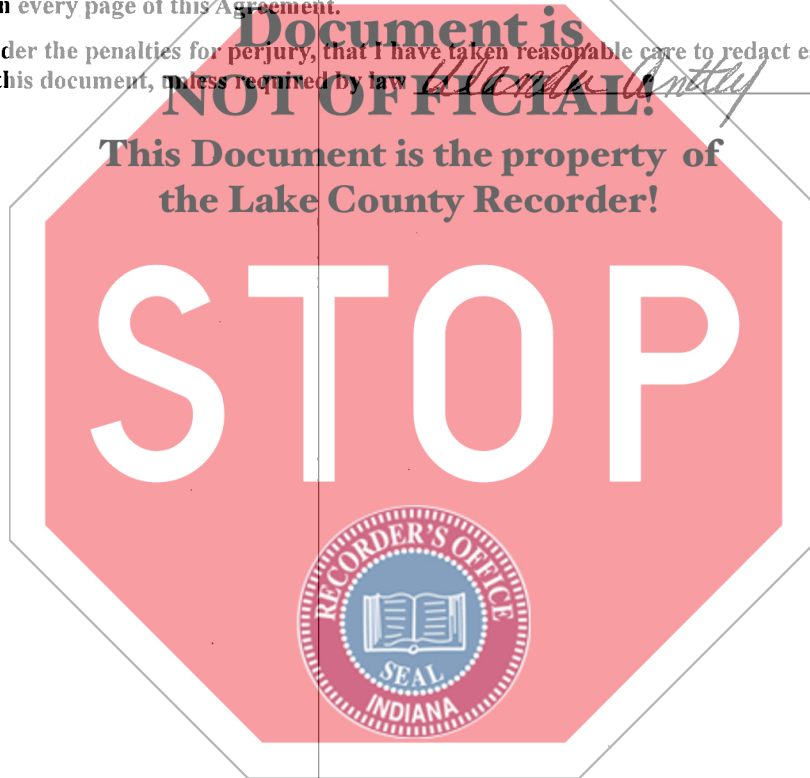 n every page of this Agreement.
Document is
der the penalties for perjury, that I have taken reasonable care to redact e
this document, unless required by law
NOT OFFICIAL!
This Document is the property of
the Lake County Recorder!
STOP
RECORDER'S OFFICE
SEAL
INDIANA